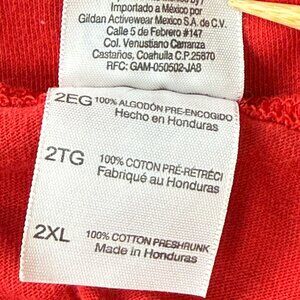 Importado a México por
Gildan Activewear Mexico S.A. de C.V.
Calle 5 de Febrero #147
Col. Venustiano Carranza
Castaños, Coahuila C.P. 25870
RFC: GAM-050502-JA8
2EG 100% ALGODÓN PRE-ENCOGIDO
Hecho en Honduras
2TG 100% COTON PRÉ-RÉTRÉCI
Fabriqué au Honduras
2XL 100% COTTON PRESHRUNK
Made in Honduras